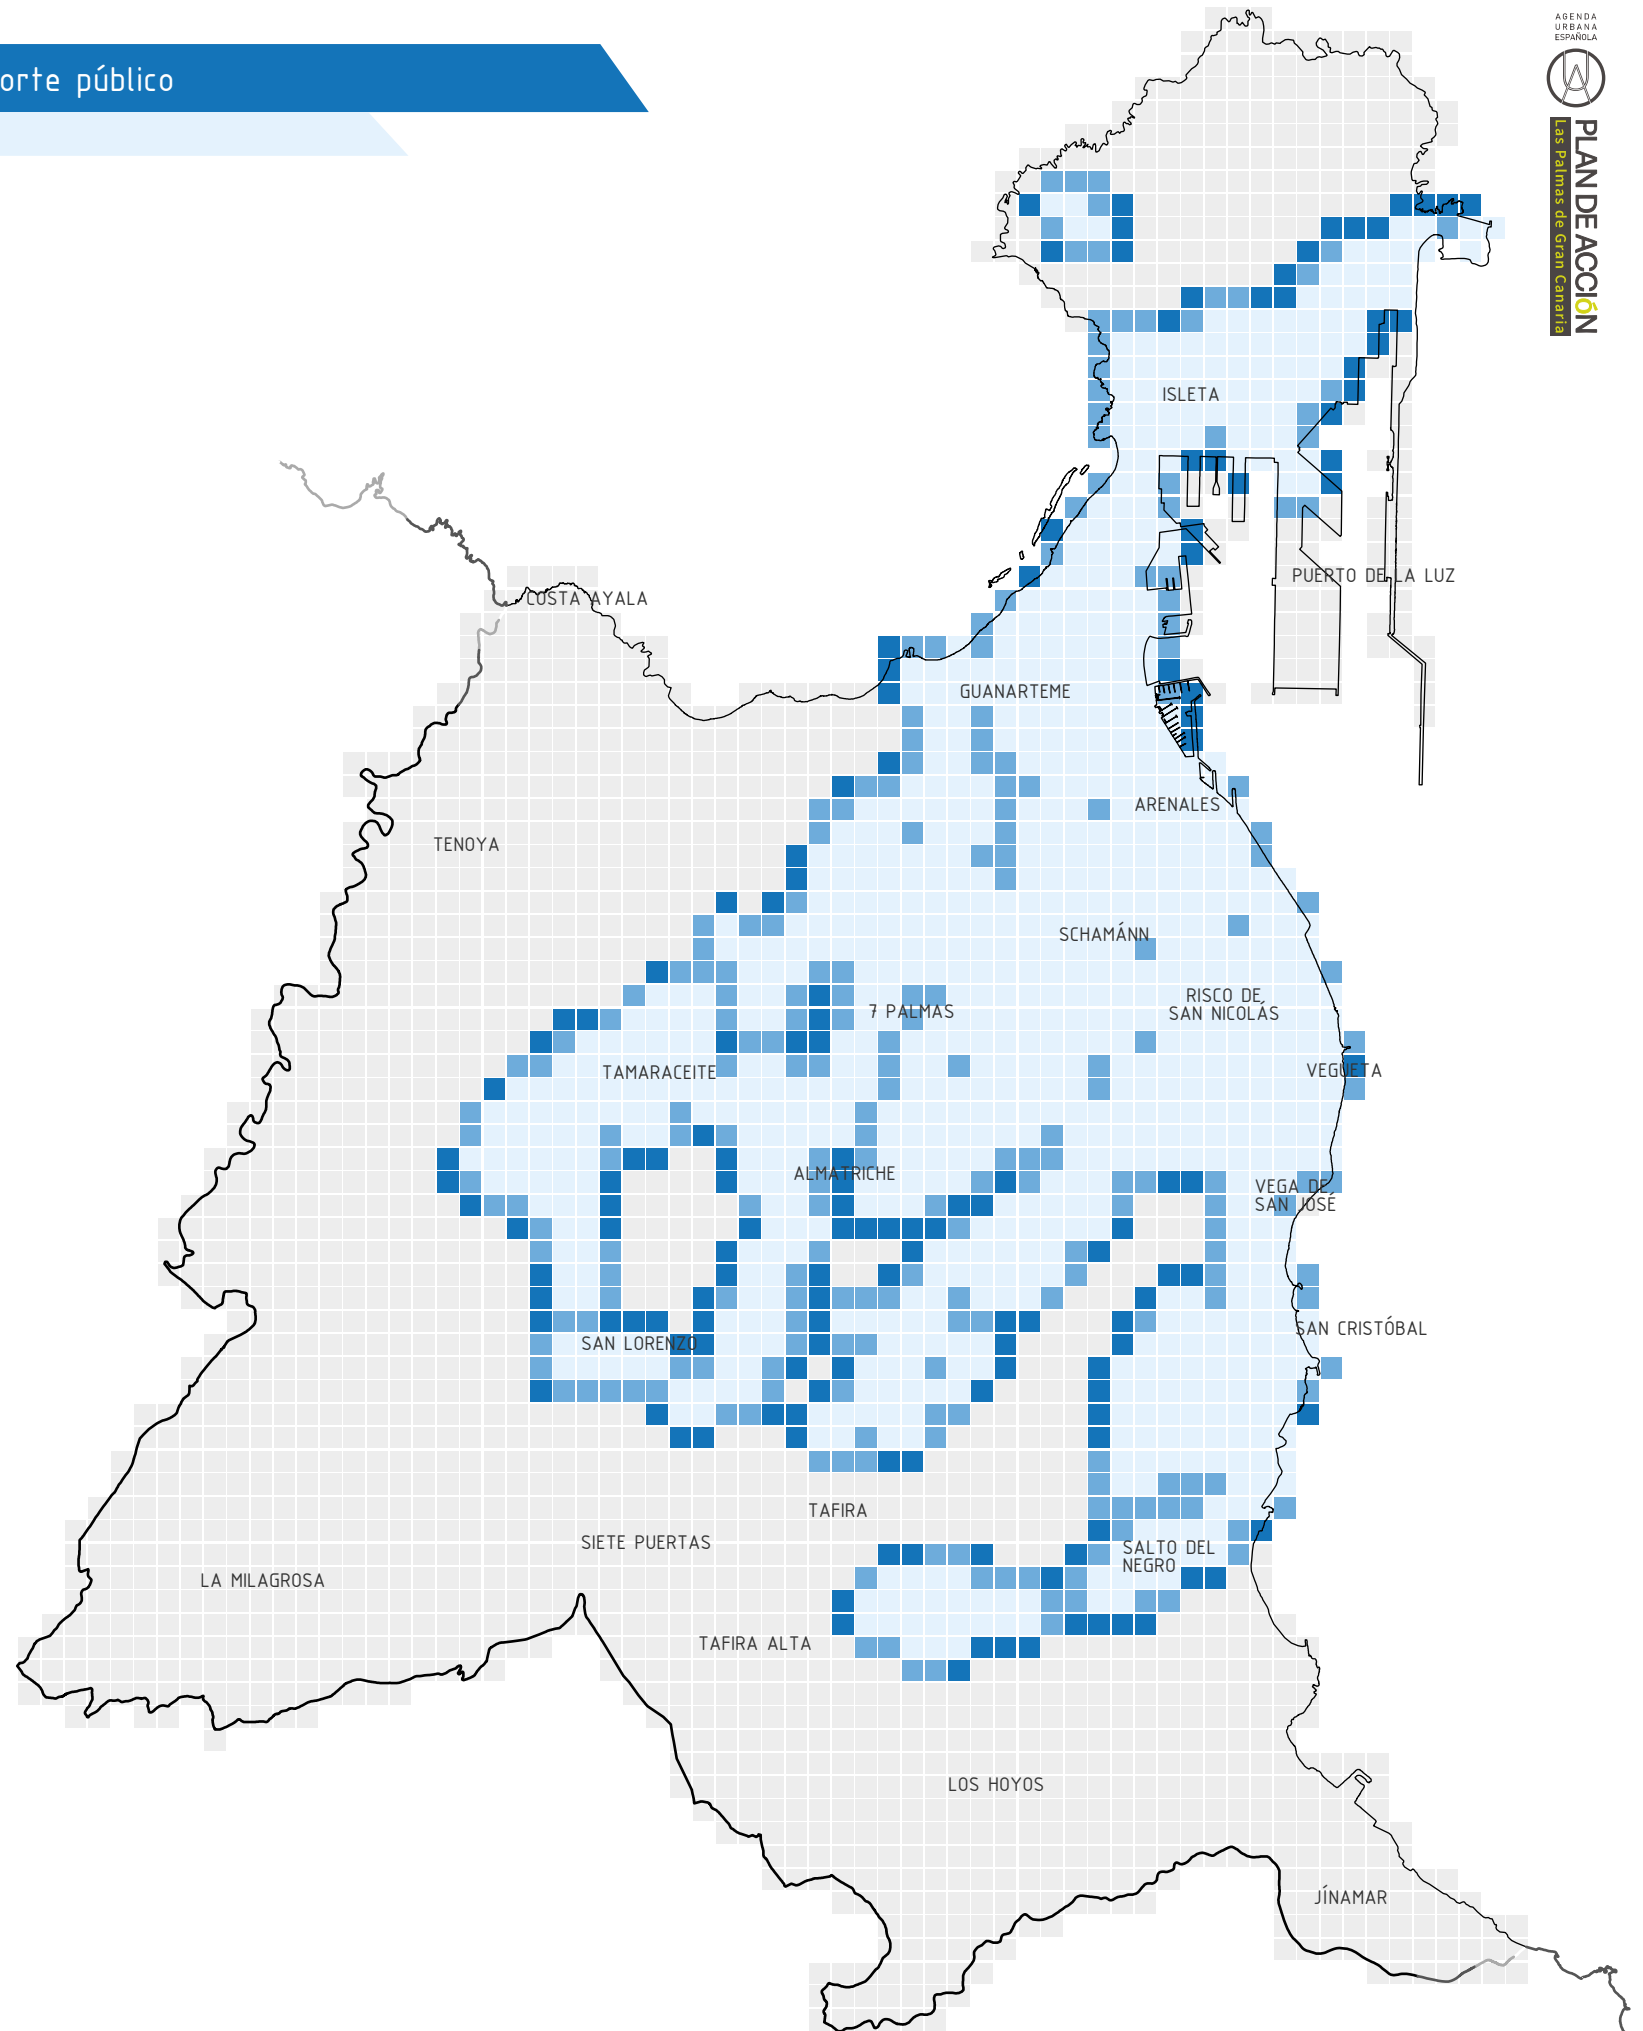 orte público
AGENDA
URBANA
ESPAÑOLA
PLAN DE ACCIÓN
Las Palmas de Gran Canaria
ISLETA
PUERTO DE LA LUZ
COSTA AYALA
GUANARTEME
ARENALES
TENOYA
SCHAMÁNN
RISCO DE
SAN NICOLÁS
7 PALMAS
VEGUETA
TAMARACEITE
ALMATRICHE
VEGA DE
SAN JOSÉ
SAN CRISTÓBAL
SAN LORENZO
TAFIRA
SIETE PUERTAS
SALTO DEL
NEGRO
LA MILAGROSA
TAFIRA ALTA
LOS HOYOS
JÍNAMAR